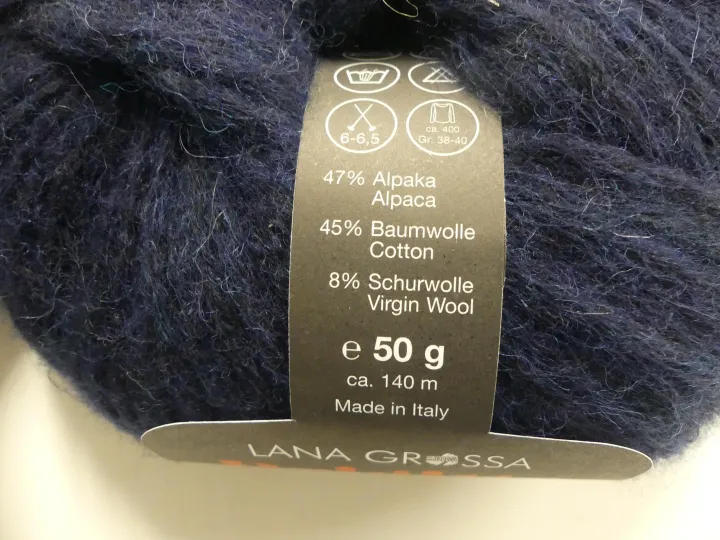 6-6,5
ca. 400
Gr. 38-40
47% Alpaka
Alpaca
45% Baumwolle
Cotton
8% Schurwolle
Virgin Wool
e 50 g
ca. 140 m
Made in Italy
LANA GROSSA